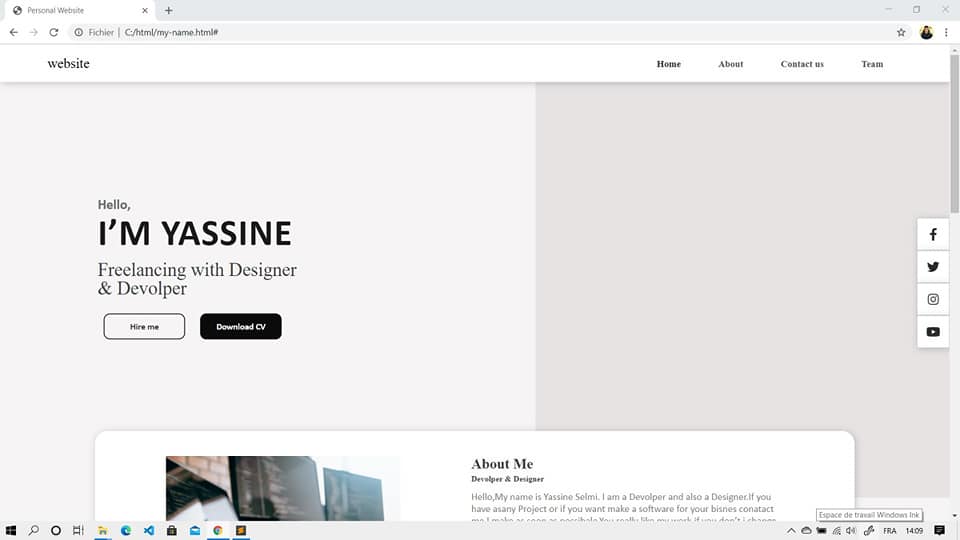 Personal Website
Fichier | C:/html/my-name.html#
website
Home About Contact us Team
Hello,
I’M YASSINE
Freelancing with Designer
& Devolper
Hire me Download CV
About Me
Devolper & Designer
Hello,My name is Yassine Selmi. I am a Devolper and also a Designer.If you
have asany Project or if you want make a software for your bisnes conatact
me I make as soon as possibale.You really like my work if you don’t i change
Espace de travail Windows Ink
FRA 14:09